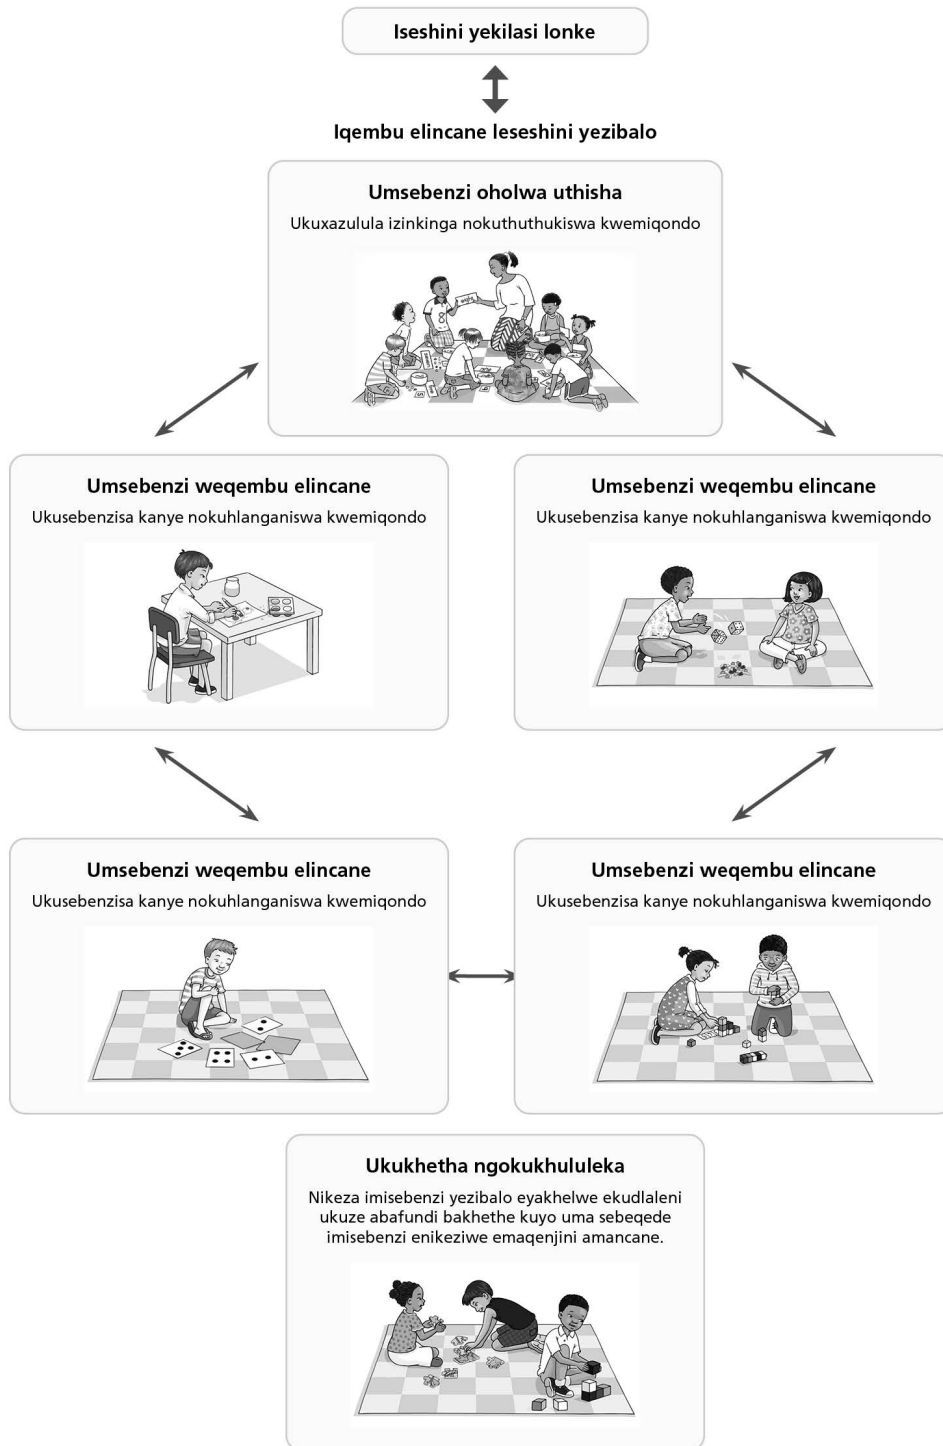 Iseshini yekilasi lonke
Iqembu elincane leseshini yezibalo
Umsebenzi oholwa uthisha
Ukuxazulula izinkinga nokuthuthukiswa kwemiqondo
Umsebenzi weqembu elincane
Ukusebenzisa kanye nokuhlanganiswa kwemiqondo
Umsebenzi weqembu elincane
Ukusebenzisa kanye nokuhlanganiswa kwemiqondo
Umsebenzi weqembu elincane
Ukusebenzisa kanye nokuhlanganiswa kwemiqondo
Umsebenzi weqembu elincane
Ukusebenzisa kanye nokuhlanganiswa kwemiqondo
Ukukhetha ngokukhululeka
Nikeza imisebenzi yezibalo eyakhelwe ekudlaleni
ukuze abafundi bakhethe kuyo uma sebeqede
imisebenzi enikeziwe emaqenjini amancane.